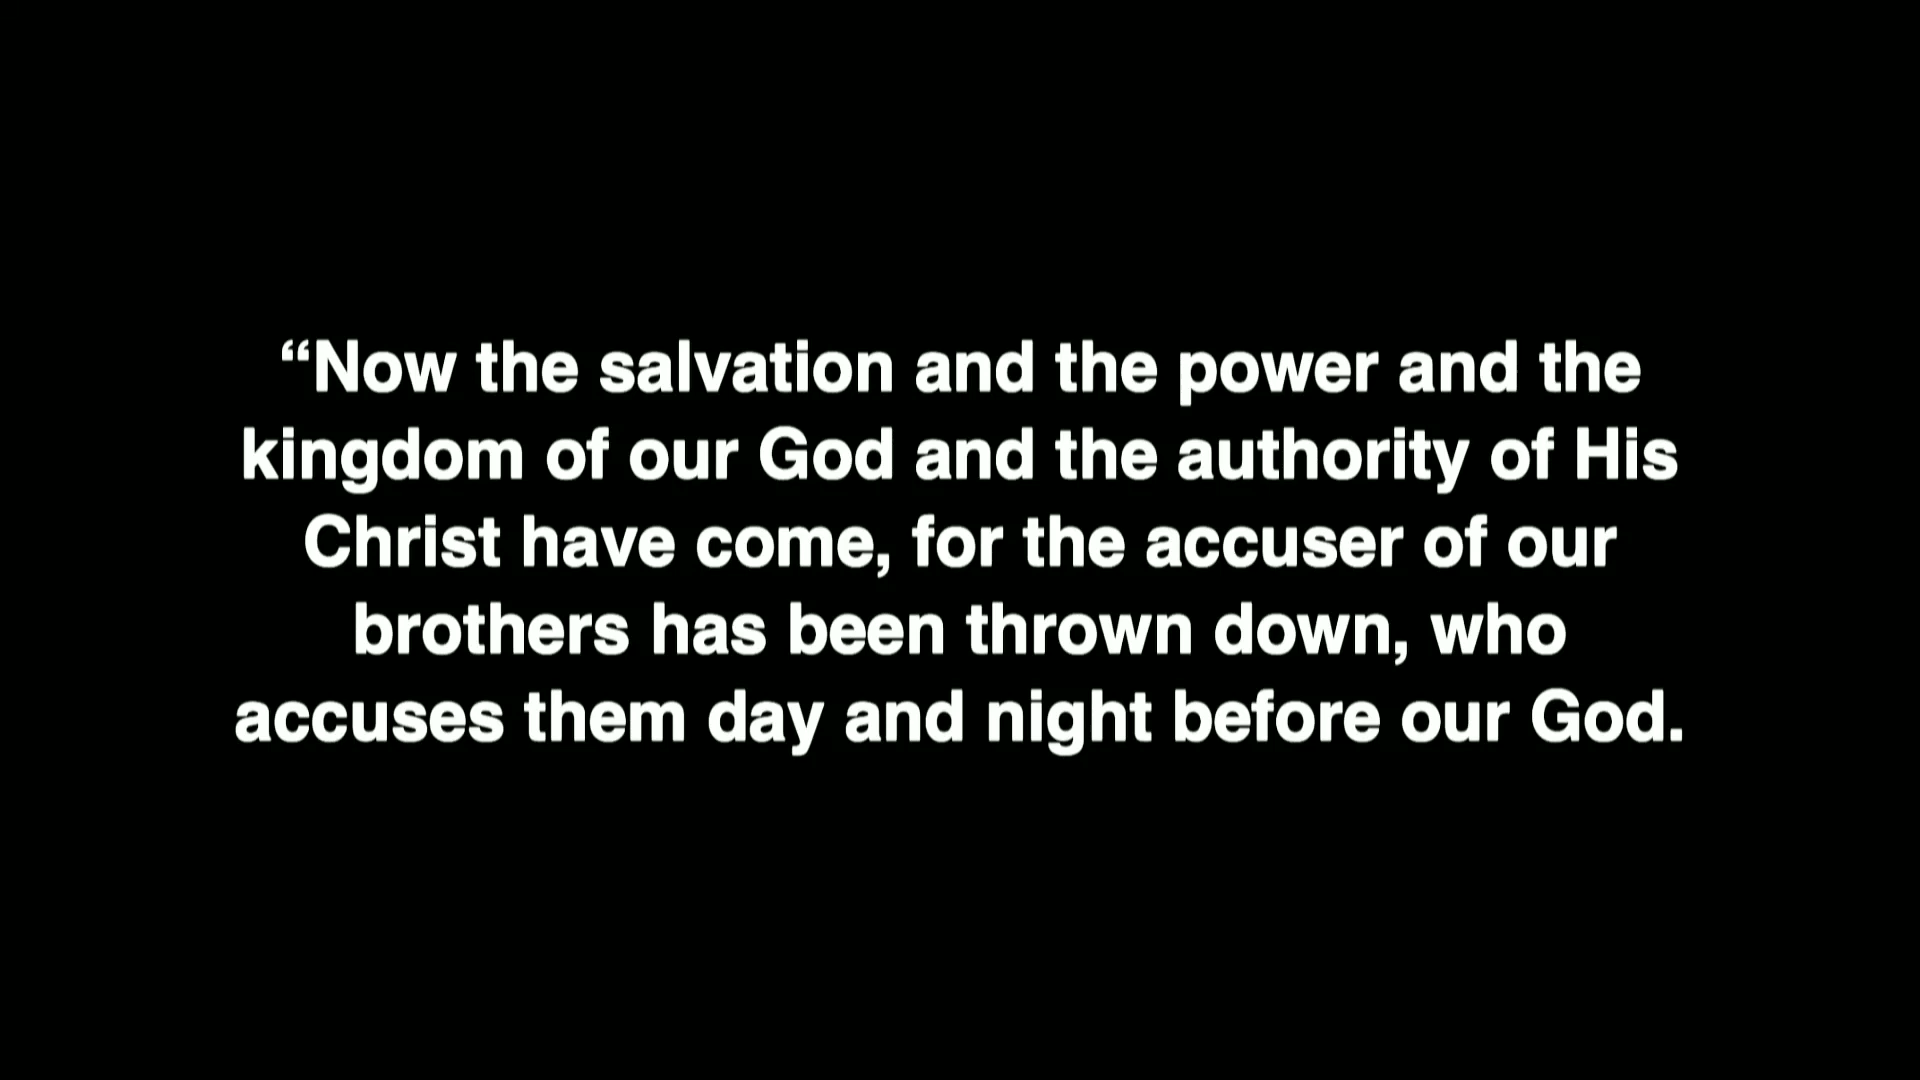 “Now the salvation and the power and the
kingdom of our God and the authority of His
Christ have come, for the accuser of our
brothers has been thrown down, who
accuses them day and night before our God.